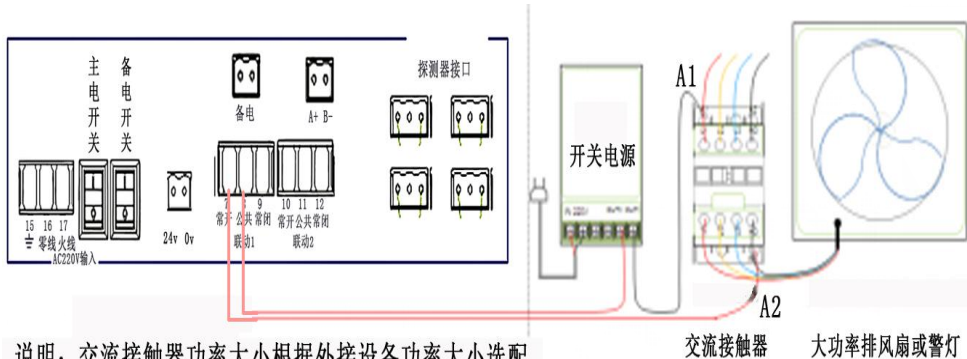 主电开关
备电开关
备电
A+ B-
探测器接口
15 16 17
零线 火线
AC220V输入
24v 0v
7 8 9
常开 公共 常闭
联动1
10 11 12
常开 公共 常闭
联动2
开关电源
A1
A2
交流接触器
大功率排风扇或警灯
说明：交流接触器功率大小根据外接设备功率大小选配